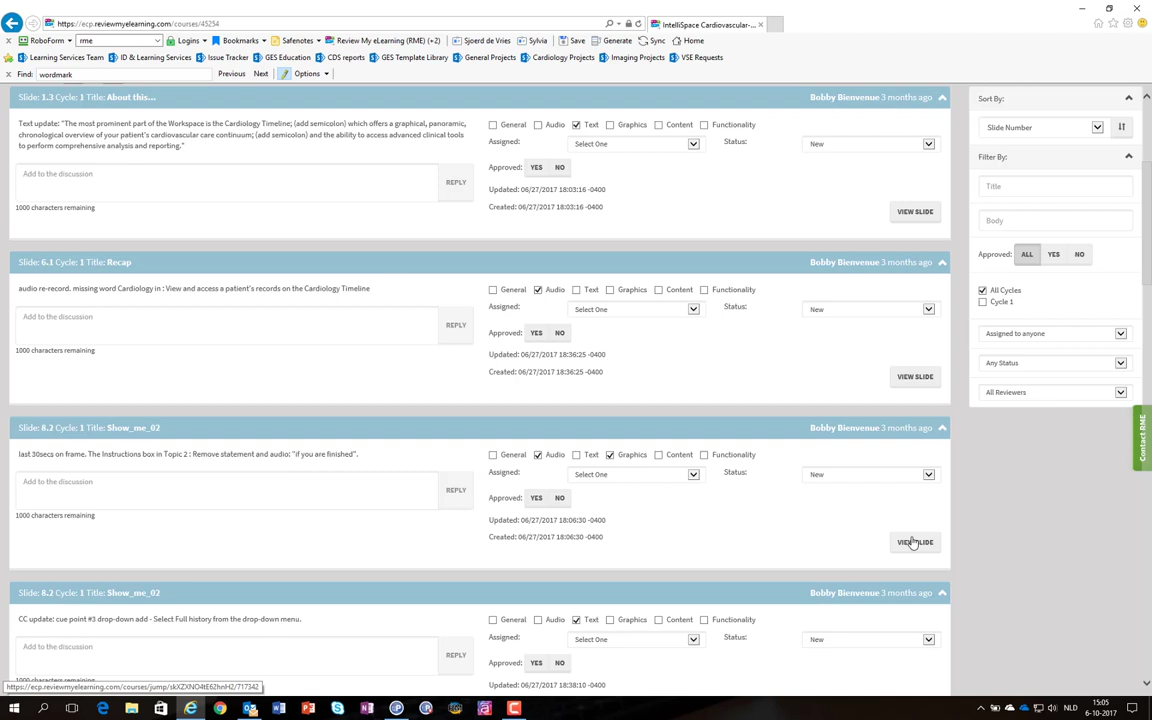 https://ecp.reviewmyelearning.com/courses/45254
IntelliSpace Cardiovascular-...
RoboForm
rme
Logins
Bookmarks
Safenotes
Review My eLearning (RME) (+2)
Sjoerd de Vries
Sylvia
Save
Generate
Sync
Home
Learning Services Team
ID & Learning Services
Issue Tracker
GES Education
CDS reports
GES Template Library
General Projects
Cardiology Projects
Imaging Projects
VSE Requests
Find: wordmark
Previous
Next
Options
Slide: 1.3 Cycle: 1 Title: About this...
Bobby Bienvenue 3 months ago
Text update: "The most prominent part of the Workspace is the Cardiology Timeline; (add semicolon) which offers a graphical, panoramic,
chronological overview of your patient's cardiovascular care continuum; (add semicolon) and the ability to access advanced clinical tools
to perform comprehensive analysis and reporting."
Add to the discussion
REPLY
1000 characters remaining
General Audio Text Graphics Content Functionality
Assigned: Select One Status: New
Approved: YES NO
Updated: 06/27/2017 18:03:16 -0400
Created: 06/27/2017 18:03:16 -0400
VIEW SLIDE
Slide: 6.1 Cycle: 1 Title: Recap
Bobby Bienvenue 3 months ago
audio re-record. missing word Cardiology in : View and access a patient's records on the Cardiology Timeline
Add to the discussion
REPLY
1000 characters remaining
General Audio Text Graphics Content Functionality
Assigned: Select One Status: New
Approved: YES NO
Updated: 06/27/2017 18:36:25 -0400
Created: 06/27/2017 18:36:25 -0400
VIEW SLIDE
Slide: 8.2 Cycle: 1 Title: Show_me_02
Bobby Bienvenue 3 months ago
last 30secs on frame. The Instructions box in Topic 2 : Remove statement and audio: "if you are finished".
Add to the discussion
REPLY
1000 characters remaining
General Audio Text Graphics Content Functionality
Assigned: Select One Status: New
Approved: YES NO
Updated: 06/27/2017 18:06:30 -0400
Created: 06/27/2017 18:06:30 -0400
VIEW SLIDE
Slide: 8.2 Cycle: 1 Title: Show_me_02
Bobby Bienvenue 3 months ago
CC update: cue point #3 drop-down add - Select Full history from the drop-down menu.
Add to the discussion
REPLY
1000 characters remaining
General Audio Text Graphics Content Functionality
Assigned: Select One Status: New
Approved: YES NO
Updated: 06/27/2017 18:38:10 -0400
Sort By:
Slide Number
Filter By:
Title
Body
Approved: ALL YES NO
All Cycles
Cycle 1
Assigned to anyone
Any Status
All Reviewers
Contact RME
https://ecp.reviewmyelearning.com/courses/jump/skXZXNO4tE62hnH2/717342
NLD
15:05
6-10-2017